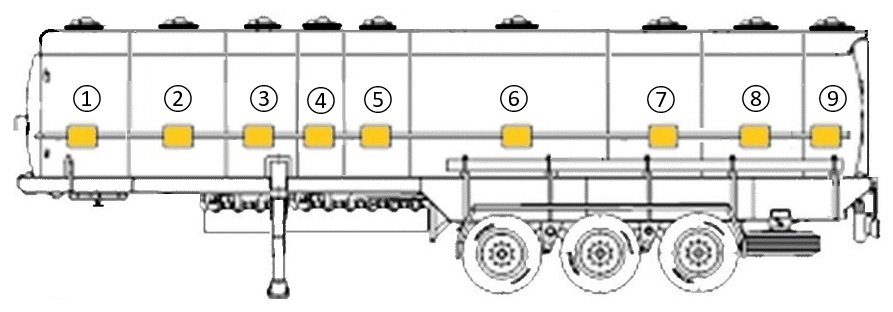 ① ② ③ ④ ⑤ ⑥ ⑦ ⑧ ⑨